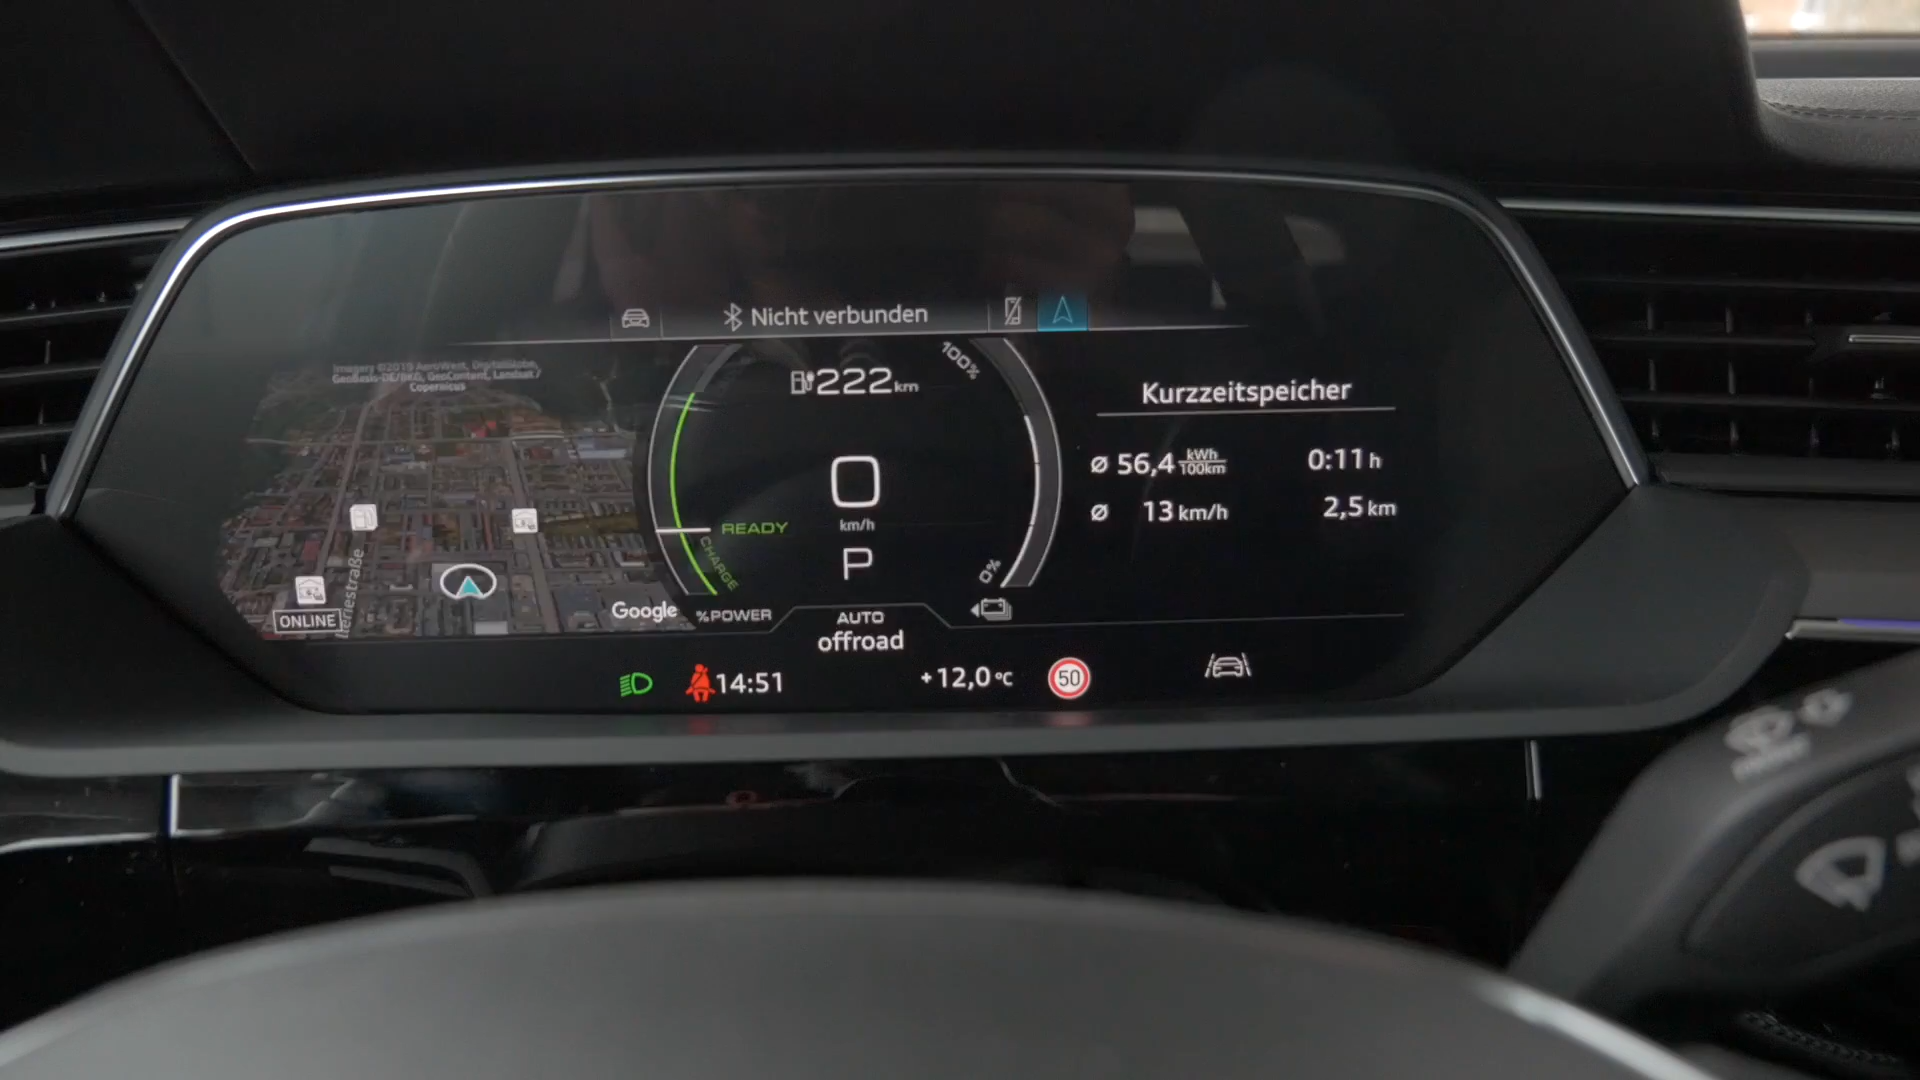 Nicht verbunden
Imagery ©2019 AeroWest, DigitalGlobe,
GeoBasis-DE/BKG, GeoContent, Landsat /
Copernicus
222 km
100%
Kurzzeitspeicher
Ø 56,4 kWh/100km 0:11 h
0
km/h
Ø 13 km/h 2,5 km
READY
CHARGE
P
0%
ONLINE
Google
%POWER
AUTO
offroad
14:51
+12,0 °C
50